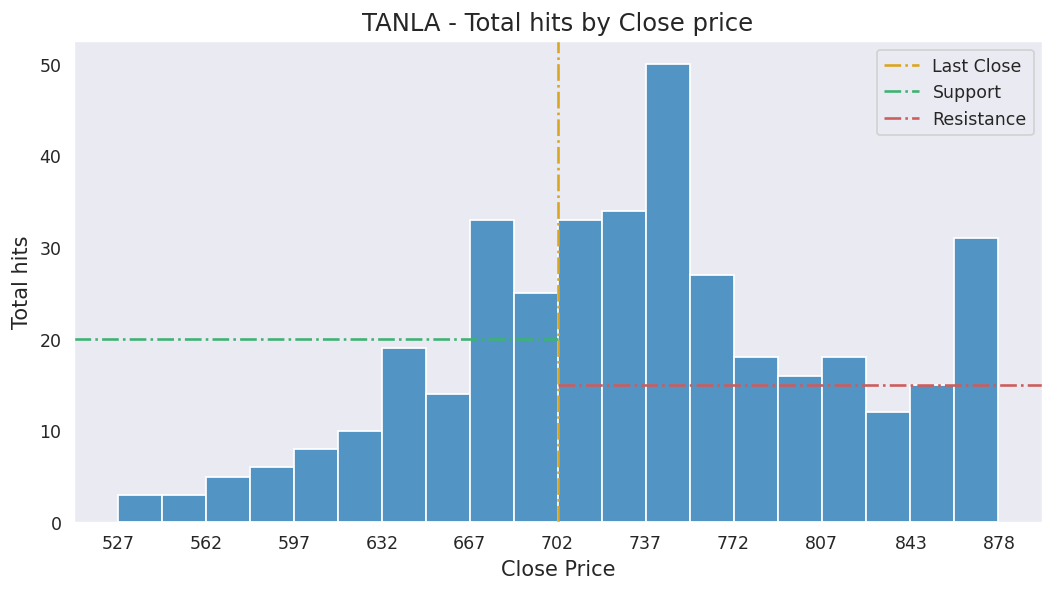 TANLA - Total hits by Close price
Last Close
Support
Resistance
Total hits
50
40
30
20
10
0
527 562 597 632 667 702 737 772 807 843 878
Close Price